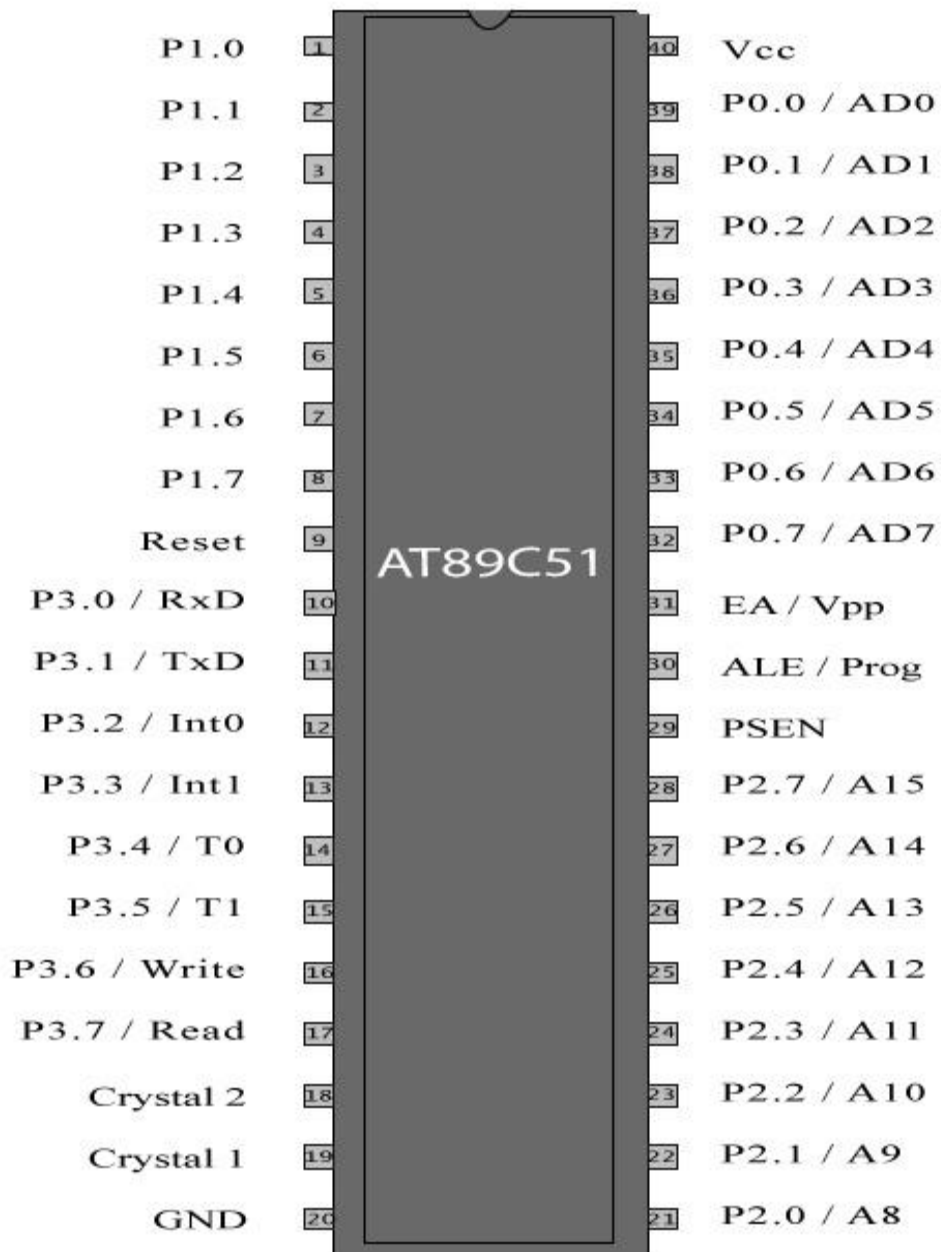 P1.0 1 40 Vcc
P1.1 2 39 P0.0 / AD0
P1.2 3 38 P0.1 / AD1
P1.3 4 37 P0.2 / AD2
P1.4 5 36 P0.3 / AD3
P1.5 6 35 P0.4 / AD4
P1.6 7 34 P0.5 / AD5
P1.7 8 33 P0.6 / AD6
Reset 9 32 P0.7 / AD7
AT89C51
P3.0 / RxD 10 31 EA / Vpp
P3.1 / TxD 11 30 ALE / Prog
P3.2 / Int0 12 29 PSEN
P3.3 / Int1 13 28 P2.7 / A15
P3.4 / T0 14 27 P2.6 / A14
P3.5 / T1 15 26 P2.5 / A13
P3.6 / Write 16 25 P2.4 / A12
P3.7 / Read 17 24 P2.3 / A11
Crystal 2 18 23 P2.2 / A10
Crystal 1 19 22 P2.1 / A9
GND 20 21 P2.0 / A8